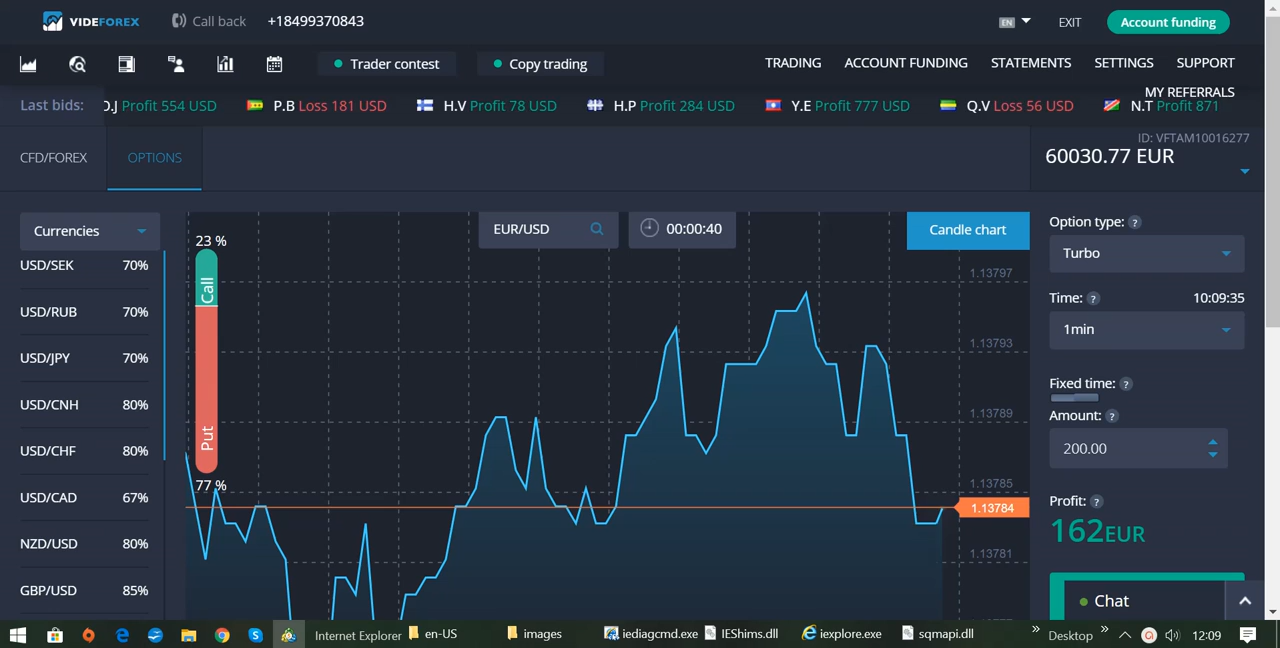 VIDEFOREX Call back +18499370843 EN EXIT Account funding
Trader contest Copy trading TRADING ACCOUNT FUNDING STATEMENTS SETTINGS SUPPORT
MY REFERRALS
Last bids: O.J Profit 554 USD P.B Loss 181 USD H.V Profit 78 USD H.P Profit 284 USD Y.E Profit 777 USD Q.V Loss 56 USD N.T Profit 871
ID: VFTAM10016277
CFD/FOREX OPTIONS 60030.77 EUR
Currencies
USD/SEK 70%
USD/RUB 70%
USD/JPY 70%
USD/CNH 80%
USD/CHF 80%
USD/CAD 67%
NZD/USD 80%
GBP/USD 85%
23 %
Call
Put
77 %
EUR/USD 00:00:40 Candle chart
1.13797
1.13793
1.13789
1.13785
1.13784
1.13781
Option type: ?
Turbo
Time: ? 10:09:35
1min
Fixed time: ?
Amount: ?
200.00
Profit: ?
162EUR
Chat
Internet Explorer en-US images iediagcmd.exe IEShims.dll iexplore.exe sqmapi.dll » Desktop » 12:09